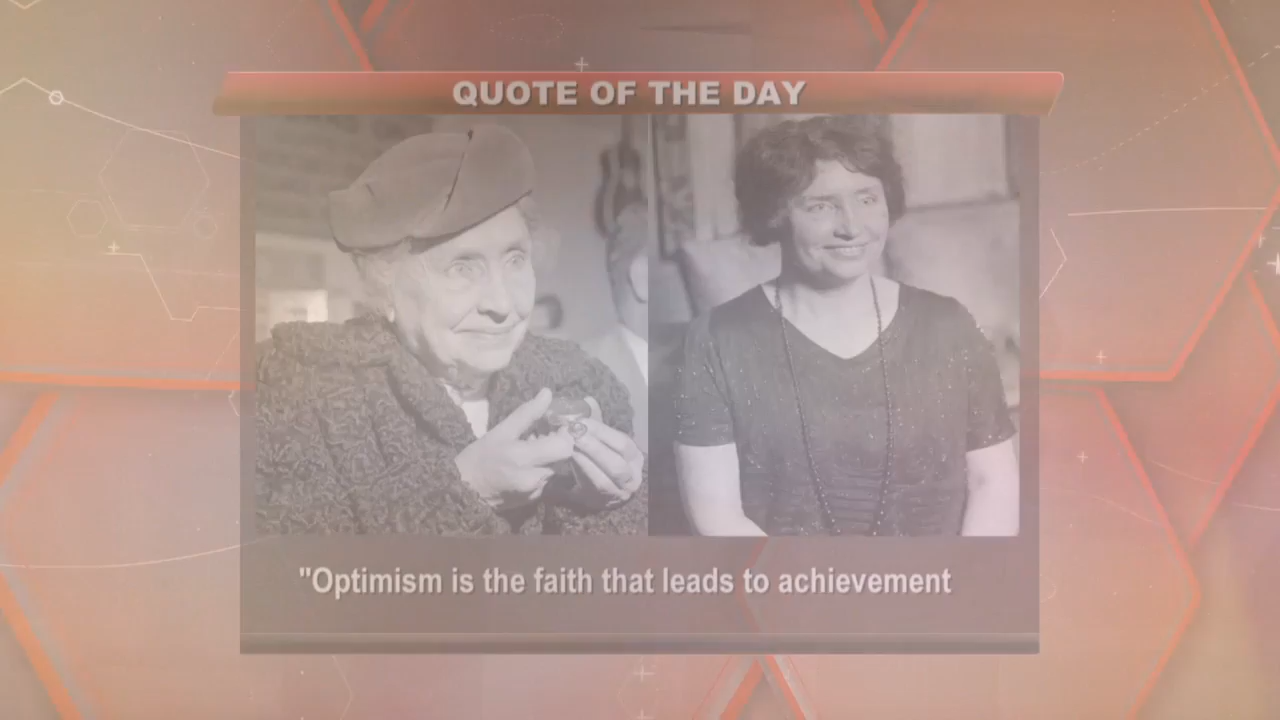 QUOTE OF THE DAY
"Optimism is the faith that leads to achievement